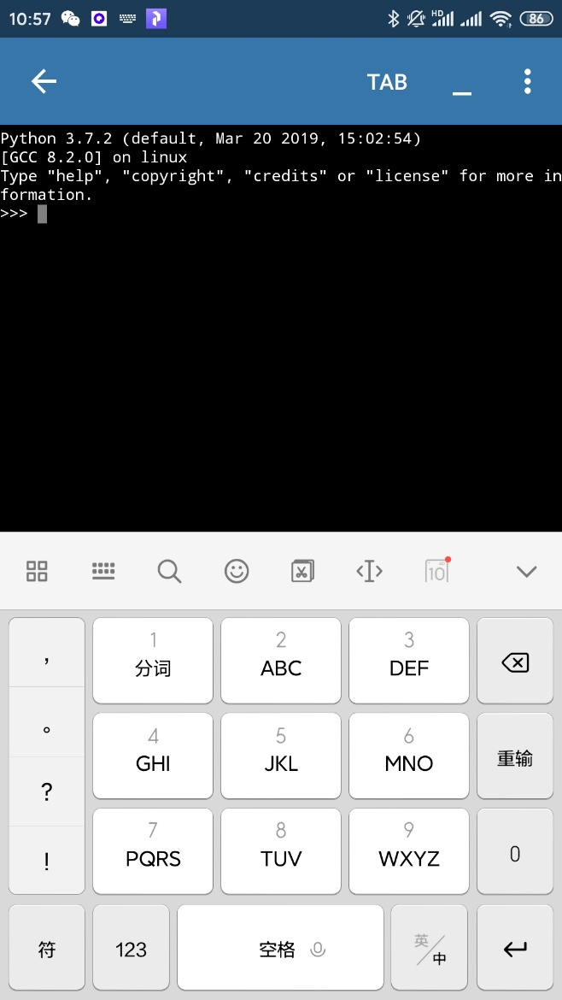 10:57 HD 86
TAB
Python 3.7.2 (default, Mar 20 2019, 15:02:54)
[GCC 8.2.0] on linux
Type "help", "copyright", "credits" or "license" for more in
formation.
>>>
10
, 1 2 3
分词 ABC DEF
。 4 5 6
GHI JKL MNO 重输
?
7 8 9
PQRS TUV WXYZ 0
!
符 123 空格 英/中